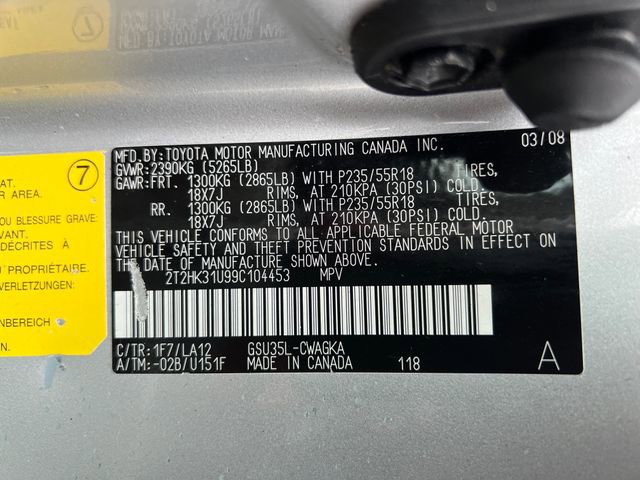 MFD.BY:TOYOTA MOTOR MANUFACTURING CANADA INC. 03/08
GVWR:2390KG (5265LB)
GAWR:FRT. 1300KG (2865LB) WITH P235/55R18 TIRES,
18X7J RIMS, AT 210KPA (30PSI) COLD.
RR. 1300KG (2865LB) WITH P235/55R18 TIRES,
18X7J RIMS, AT 210KPA (30PSI) COLD.
THIS VEHICLE CONFORMS TO ALL APPLICABLE FEDERAL MOTOR
VEHICLE SAFETY AND THEFT PREVENTION STANDARDS IN EFFECT ON
THE DATE OF MANUFACTURE SHOWN ABOVE.
2T2HK31U99C104453 MPV
C/TR:1F7/LA12 GSU35L-CWAGKA
A/TM:-02B/U151F MADE IN CANADA 118 A
7
AT.
R AREA.
OU BLESSURE GRAVE
AVANT.
DÉCRITES À
VERLETZUNGEN.
NBEREICH